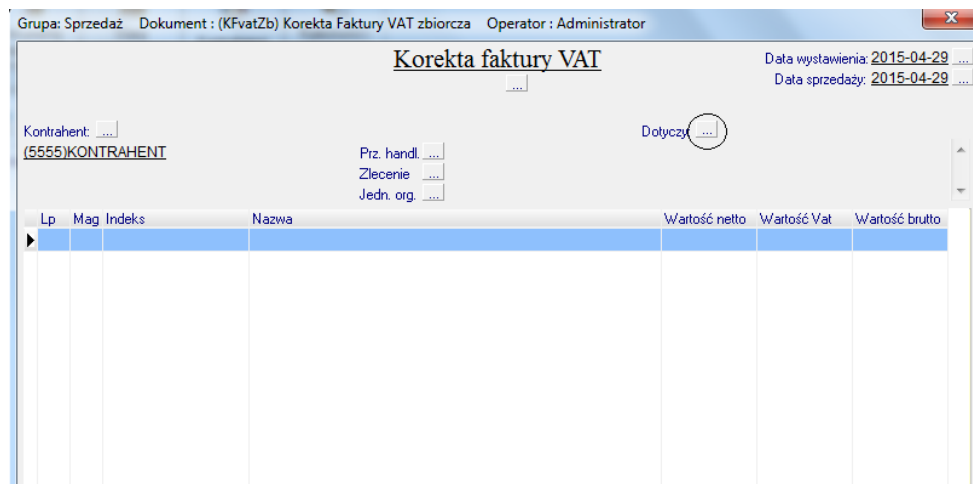 Grupa: Sprzedaż Dokument : (KFvatZb) Korekta Faktury VAT zbiorcza Operator : Administrator
Korekta faktury VAT
...
Data wystawienia: 2015-04-29 ...
Data sprzedaży: 2015-04-29 ...
Kontrahent: ...
(5555)KONTRAHENT
Dotyczy ...
Prz. handl. ...
Zlecenie ...
Jedn. org. ...
Lp Mag Indeks Nazwa Wartość netto Wartość Vat Wartość brutto